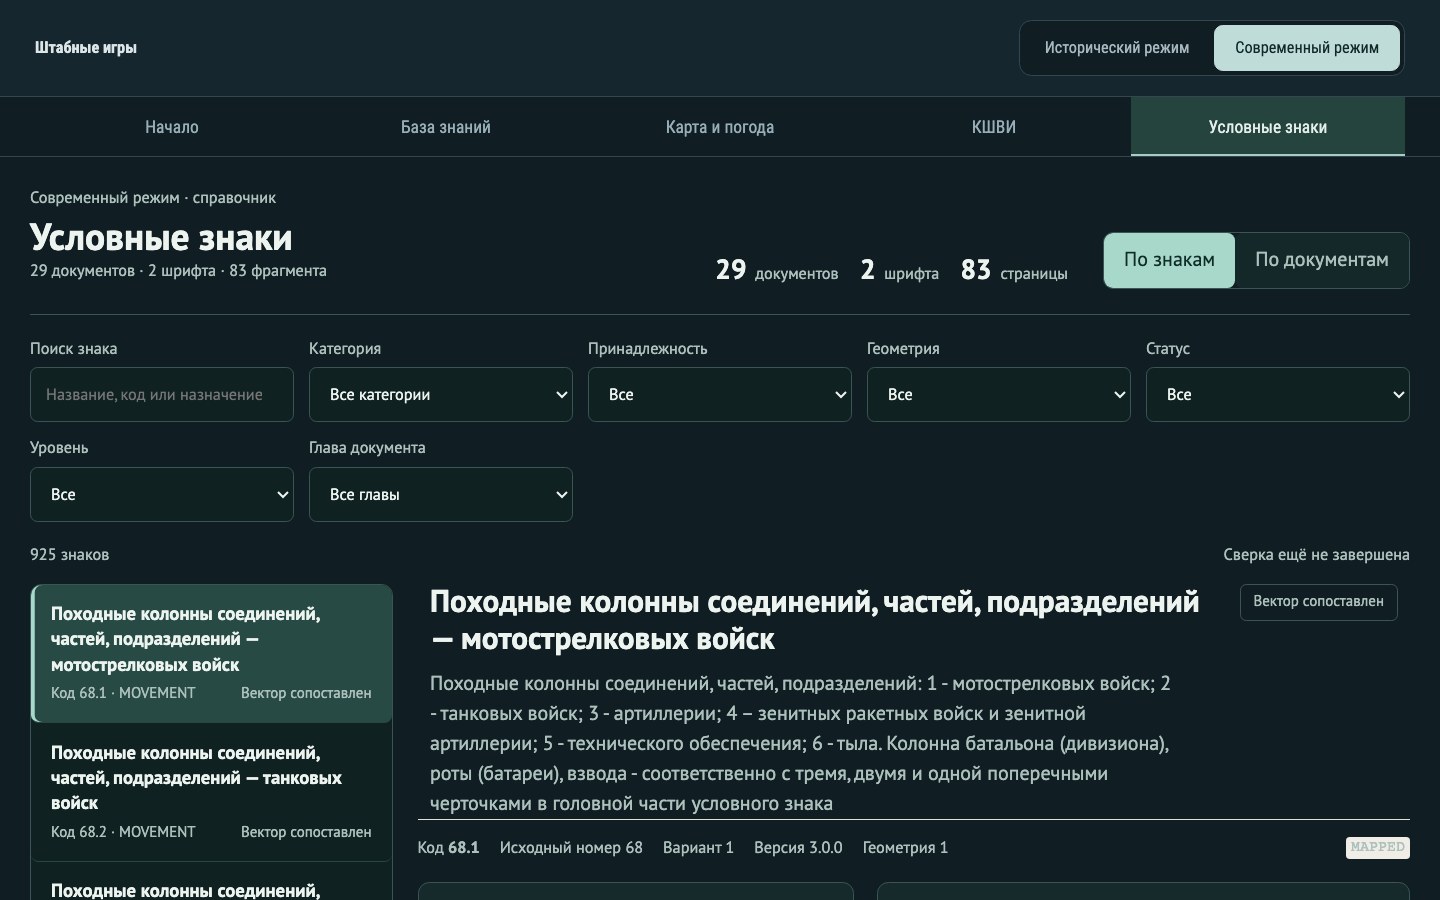 Штабные игры
Исторический режим
Современный режим
Начало
База знаний
Карта и погода
КШВИ
Условные знаки
Современный режим · справочник
Условные знаки
29 документов · 2 шрифта · 83 фрагмента
29 документов 2 шрифта 83 страницы
По знакам
По документам
Поиск знака
Категория
Принадлежность
Геометрия
Статус
Название, код или назначение
Все категории
Все
Все
Все
Уровень
Глава документа
Все
Все главы
925 знаков
Сверка ещё не завершена
Походные колонны соединений,
частей, подразделений —
мотострелковых войск
Код 68.1 · MOVEMENT
Вектор сопоставлен
Походные колонны соединений,
частей, подразделений — танковых
войск
Код 68.2 · MOVEMENT
Вектор сопоставлен
Походные колонны соединений,
Походные колонны соединений, частей, подразделений
— мотострелковых войск
Вектор сопоставлен
Походные колонны соединений, частей, подразделений: 1 - мотострелковых войск; 2
- танковых войск; 3 - артиллерии; 4 – зенитных ракетных войск и зенитной
артиллерии; 5 - технического обеспечения; 6 - тыла. Колонна батальона (дивизиона),
роты (батареи), взвода - соответственно с тремя, двумя и одной поперечными
черточками в головной части условного знака
Код 68.1 Исходный номер 68 Вариант 1 Версия 3.0.0 Геометрия 1
MAPPED